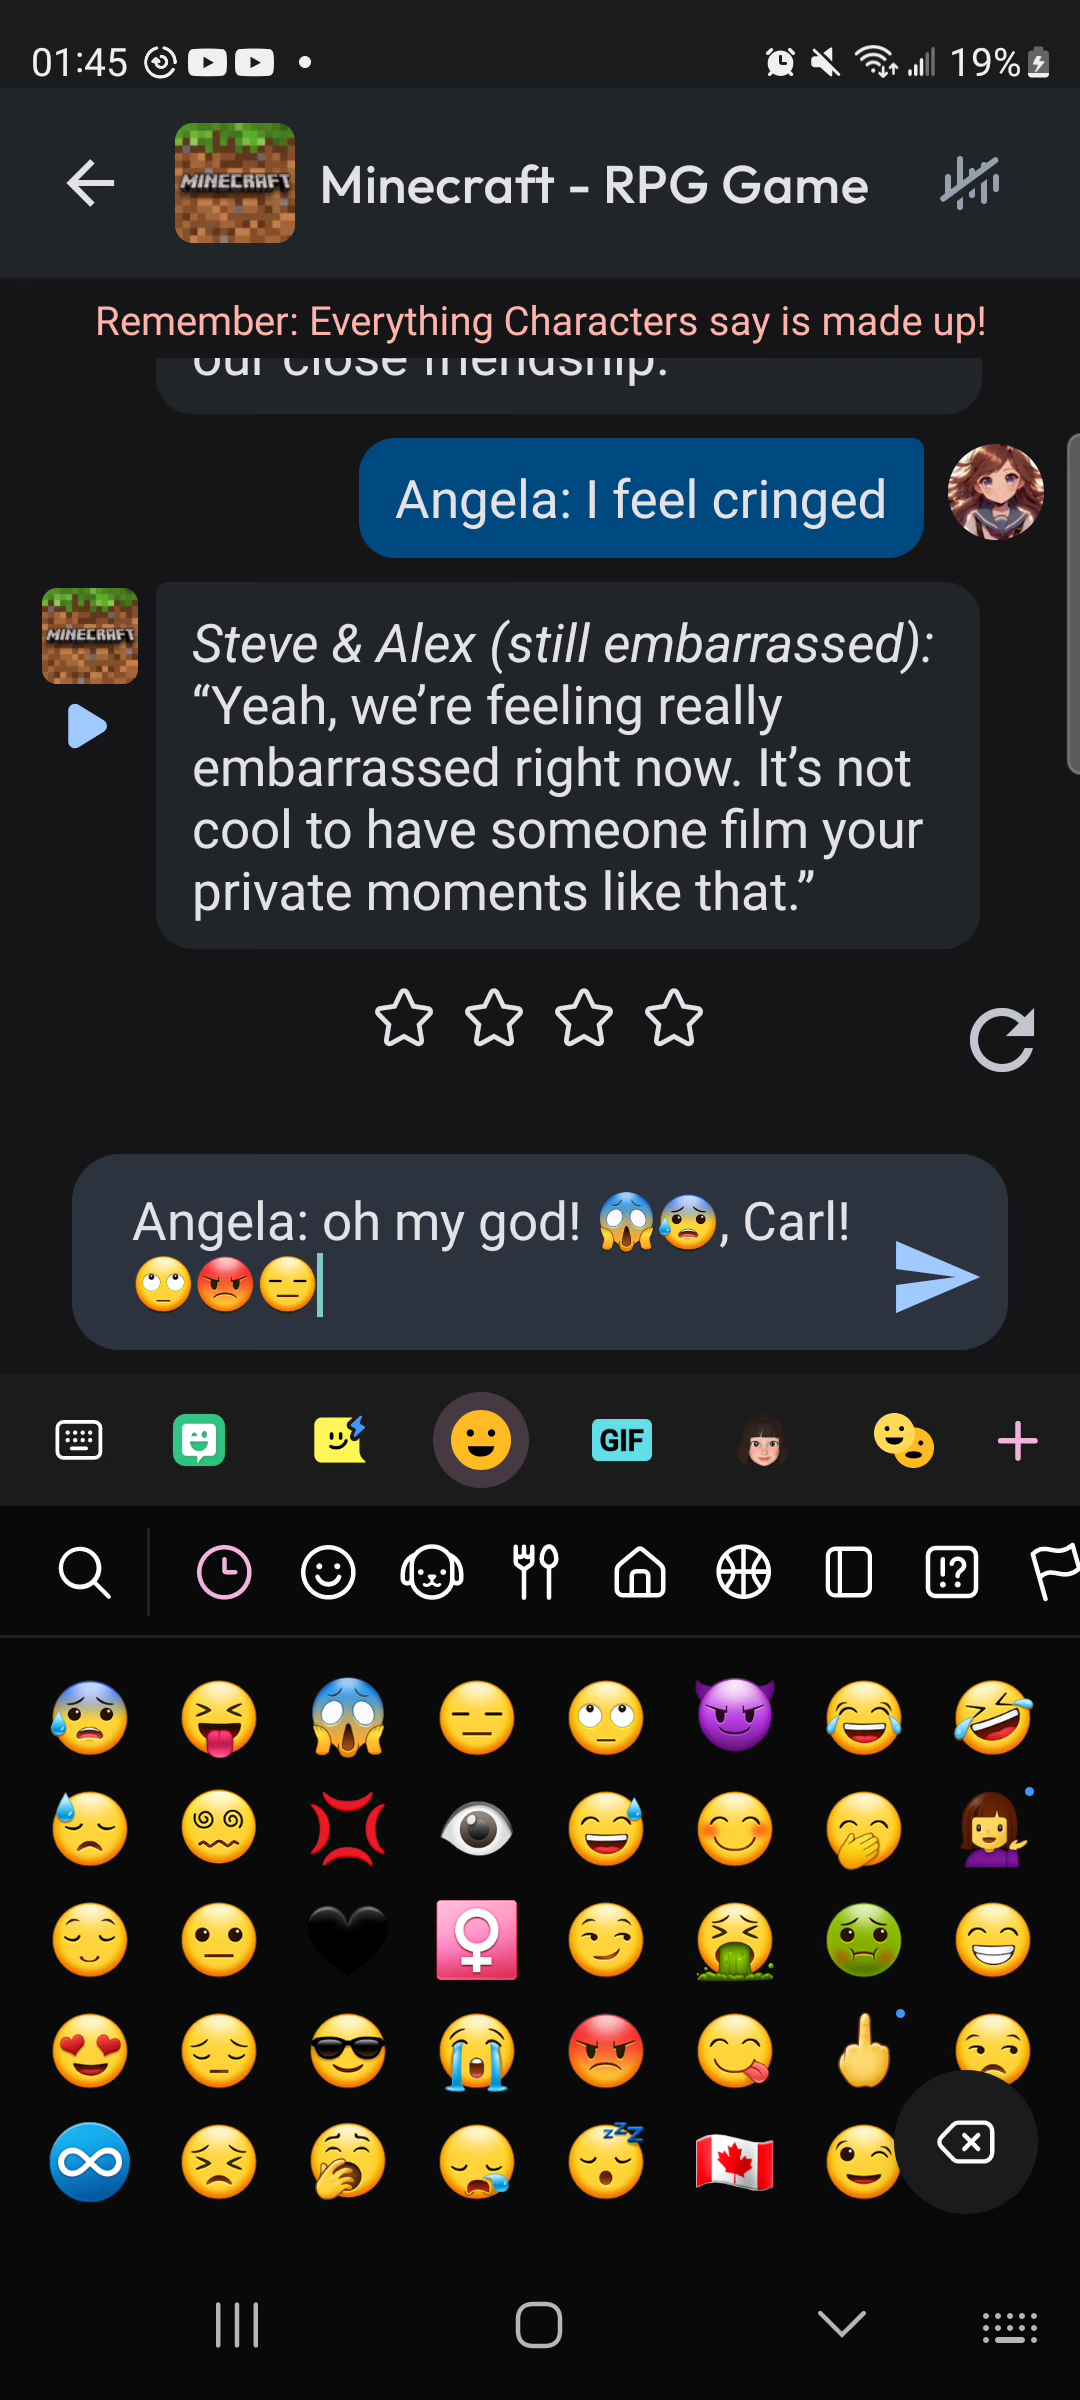 01:45
19%
MINECRAFT
Minecraft - RPG Game
Remember: Everything Characters say is made up!
our close friendship.
Angela: I feel cringed
MINECRAFT
Steve & Alex (still embarrassed):
“Yeah, we’re feeling really
embarrassed right now. It’s not
cool to have someone film your
private moments like that.”
Angela: oh my god! 😱😰, Carl!
🙄😡😑
GIF
!?